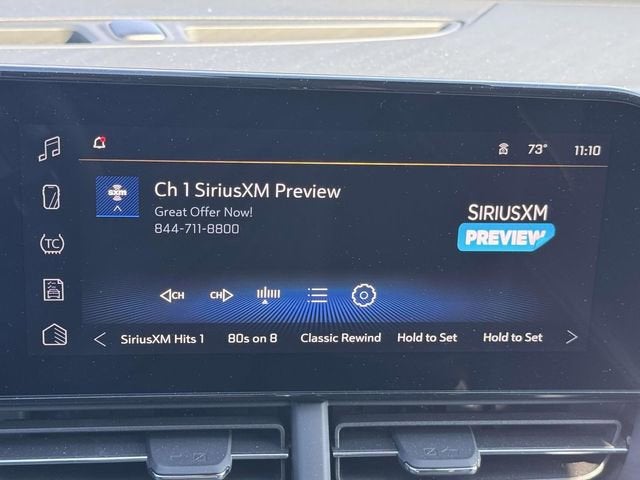 73° 11:10
sxm
Ch 1 SiriusXM Preview
Great Offer Now!
844-711-8800
SIRIUSXM
PREVIEW
TC
CH CH
SiriusXM Hits 1 80s on 8 Classic Rewind Hold to Set Hold to Set